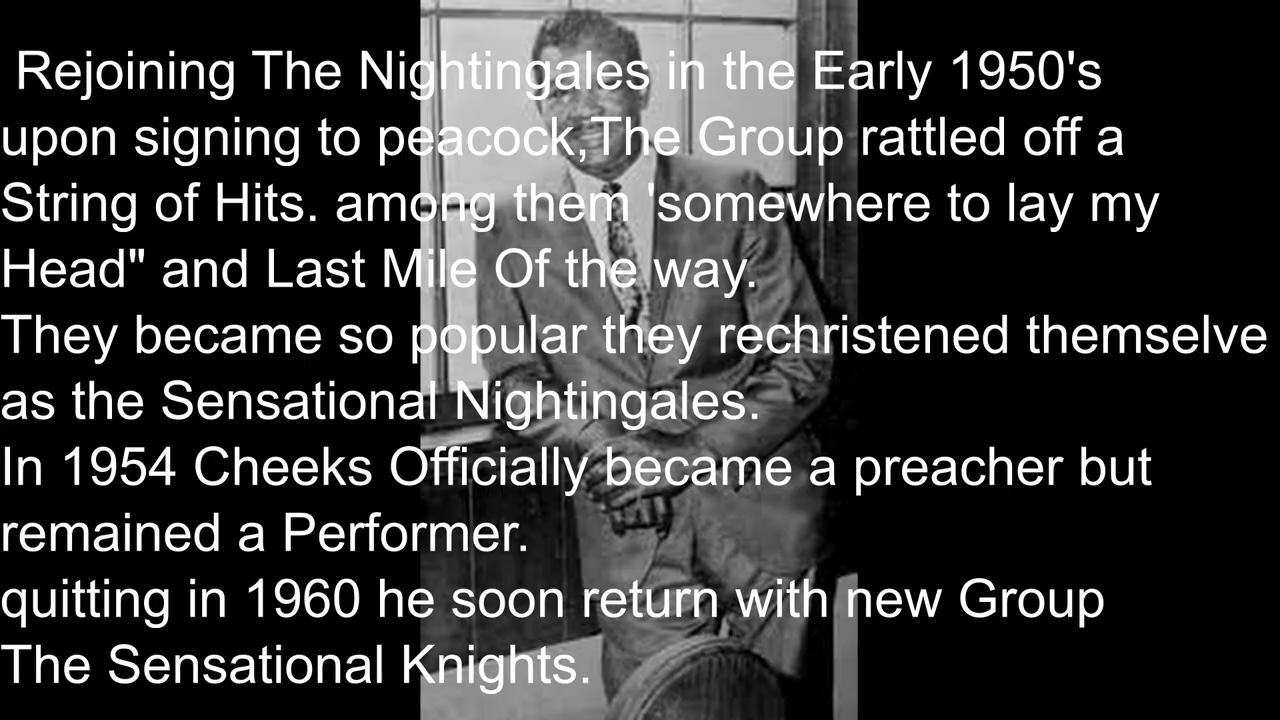 Rejoining The Nightingales in the Early 1950's
upon signing to peacock,The Group rattled off a
String of Hits. among them 'somewhere to lay my
Head" and Last Mile Of the way.
They became so popular they rechristened themselve
as the Sensational Nightingales.
In 1954 Cheeks Officially became a preacher but
remained a Performer.
quitting in 1960 he soon return with new Group
The Sensational Knights.